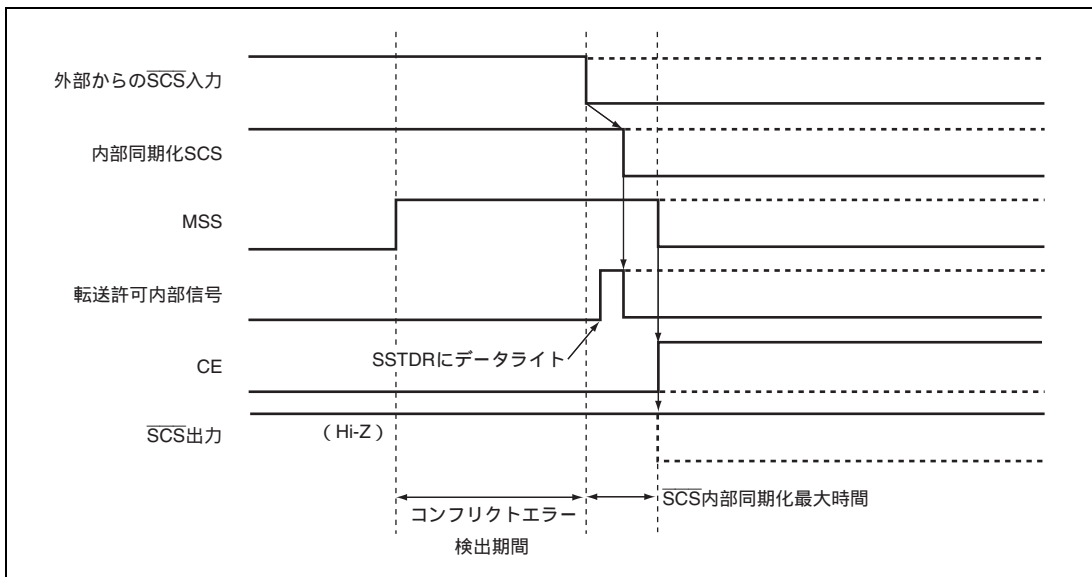 外部からのSCS入力
内部同期化SCS
MSS
転送許可内部信号
SSTDRにデータライト
CE
SCS出力
( Hi-Z )
SCS内部同期化最大時間
コンフリクトエラー
検出期間